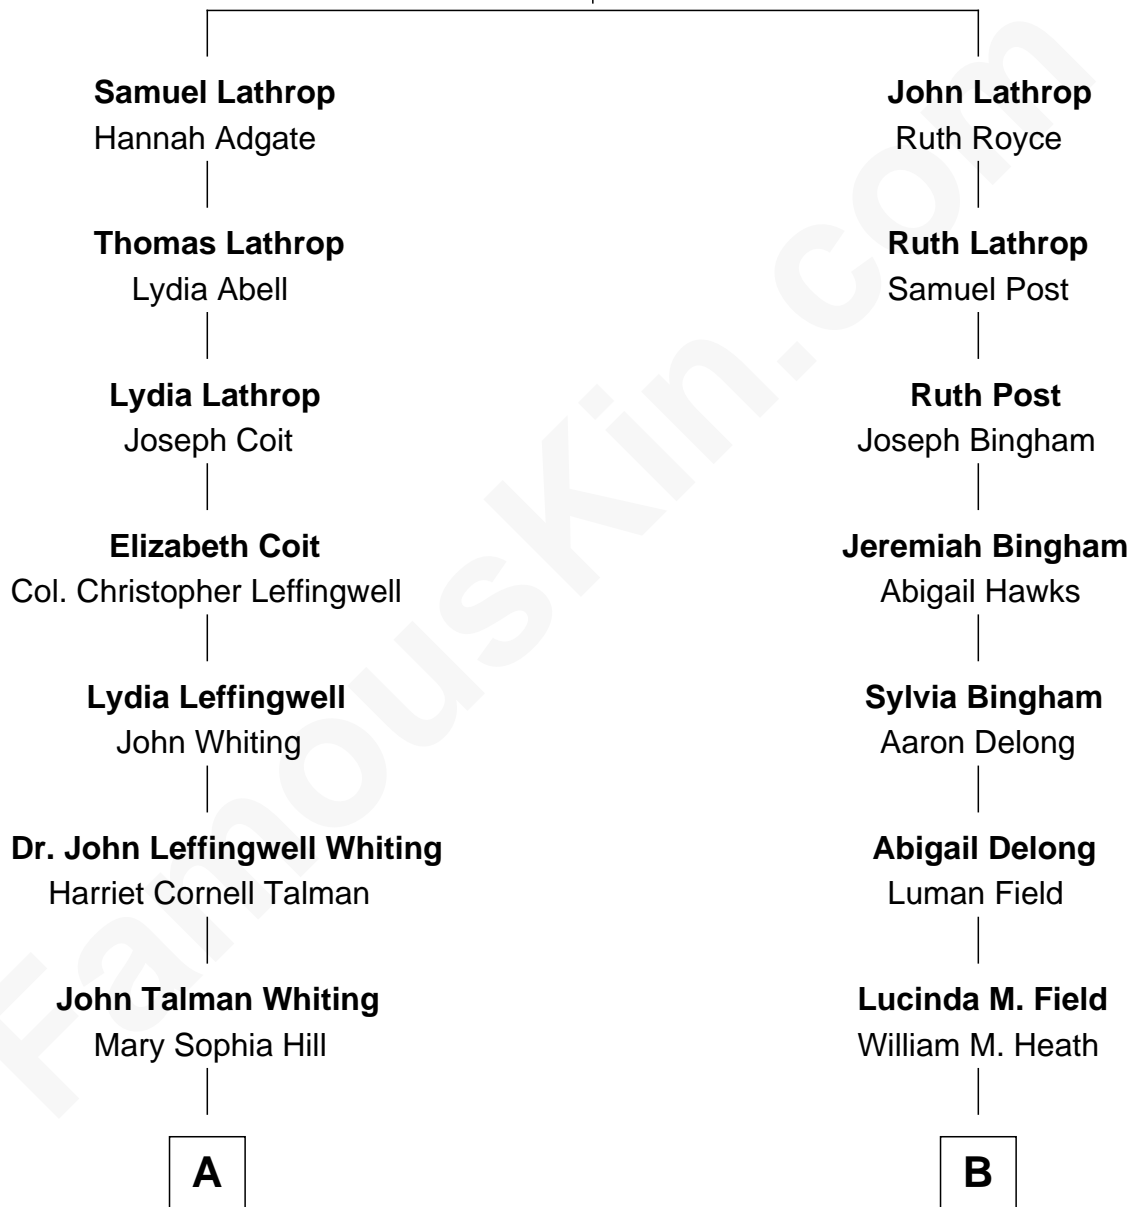 Samuel Lathrop
Hannah Adgate
Thomas Lathrop
Lydia Abell
Lydia Lathrop
Joseph Coit
Elizabeth Coit
Col. Christopher Leffingwell
Lydia Leffingwell
John Whiting
Dr. John Leffingwell Whiting
Harriet Cornell Talman
John Talman Whiting
Mary Sophia Hill
A
John Lathrop
Ruth Royce
Ruth Lathrop
Samuel Post
Ruth Post
Joseph Bingham
Jeremiah Bingham
Abigail Hawks
Sylvia Bingham
Aaron Delong
Abigail Delong
Luman Field
Lucinda M. Field
William M. Heath
B
FamousKin.com